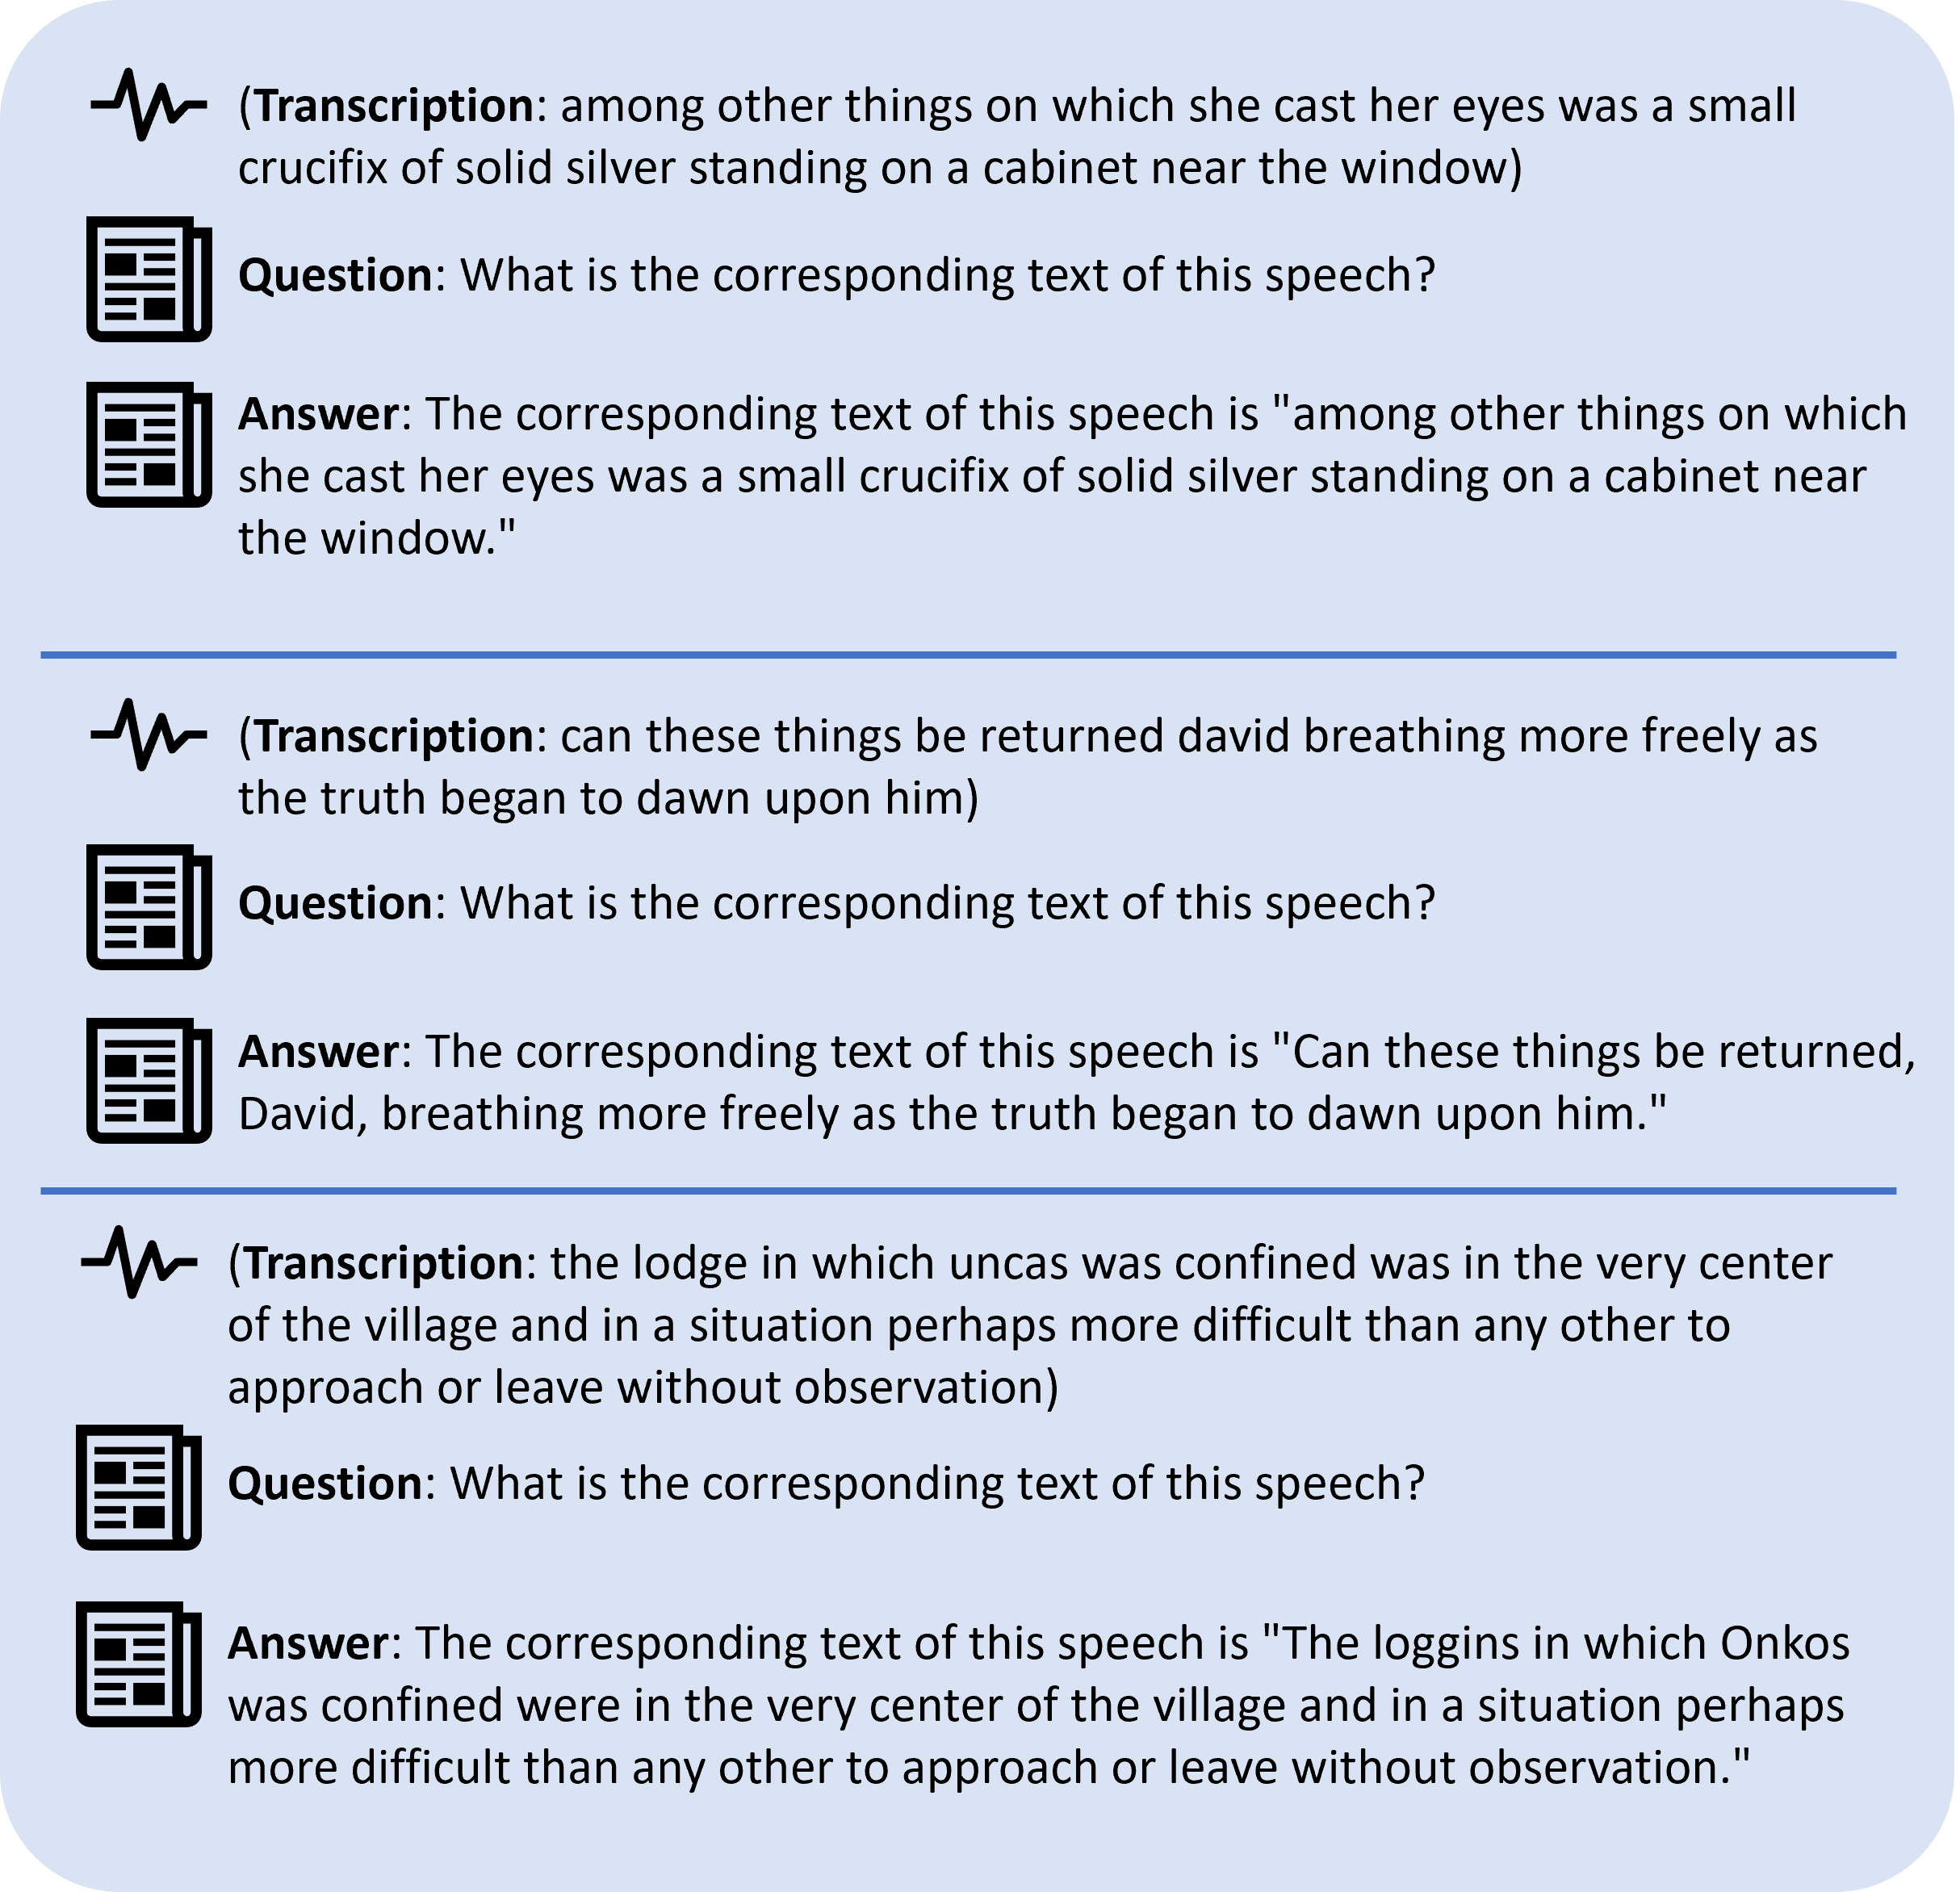 (Transcription: among other things on which she cast her eyes was a small
crucifix of solid silver standing on a cabinet near the window)
Question: What is the corresponding text of this speech?
Answer: The corresponding text of this speech is "among other things on which
she cast her eyes was a small crucifix of solid silver standing on a cabinet near
the window."
(Transcription: can these things be returned david breathing more freely as
the truth began to dawn upon him)
Question: What is the corresponding text of this speech?
Answer: The corresponding text of this speech is "Can these things be returned,
David, breathing more freely as the truth began to dawn upon him."
(Transcription: the lodge in which uncas was confined was in the very center
of the village and in a situation perhaps more difficult than any other to
approach or leave without observation)
Question: What is the corresponding text of this speech?
Answer: The corresponding text of this speech is "The loggins in which Onkos
was confined were in the very center of the village and in a situation perhaps
more difficult than any other to approach or leave without observation."